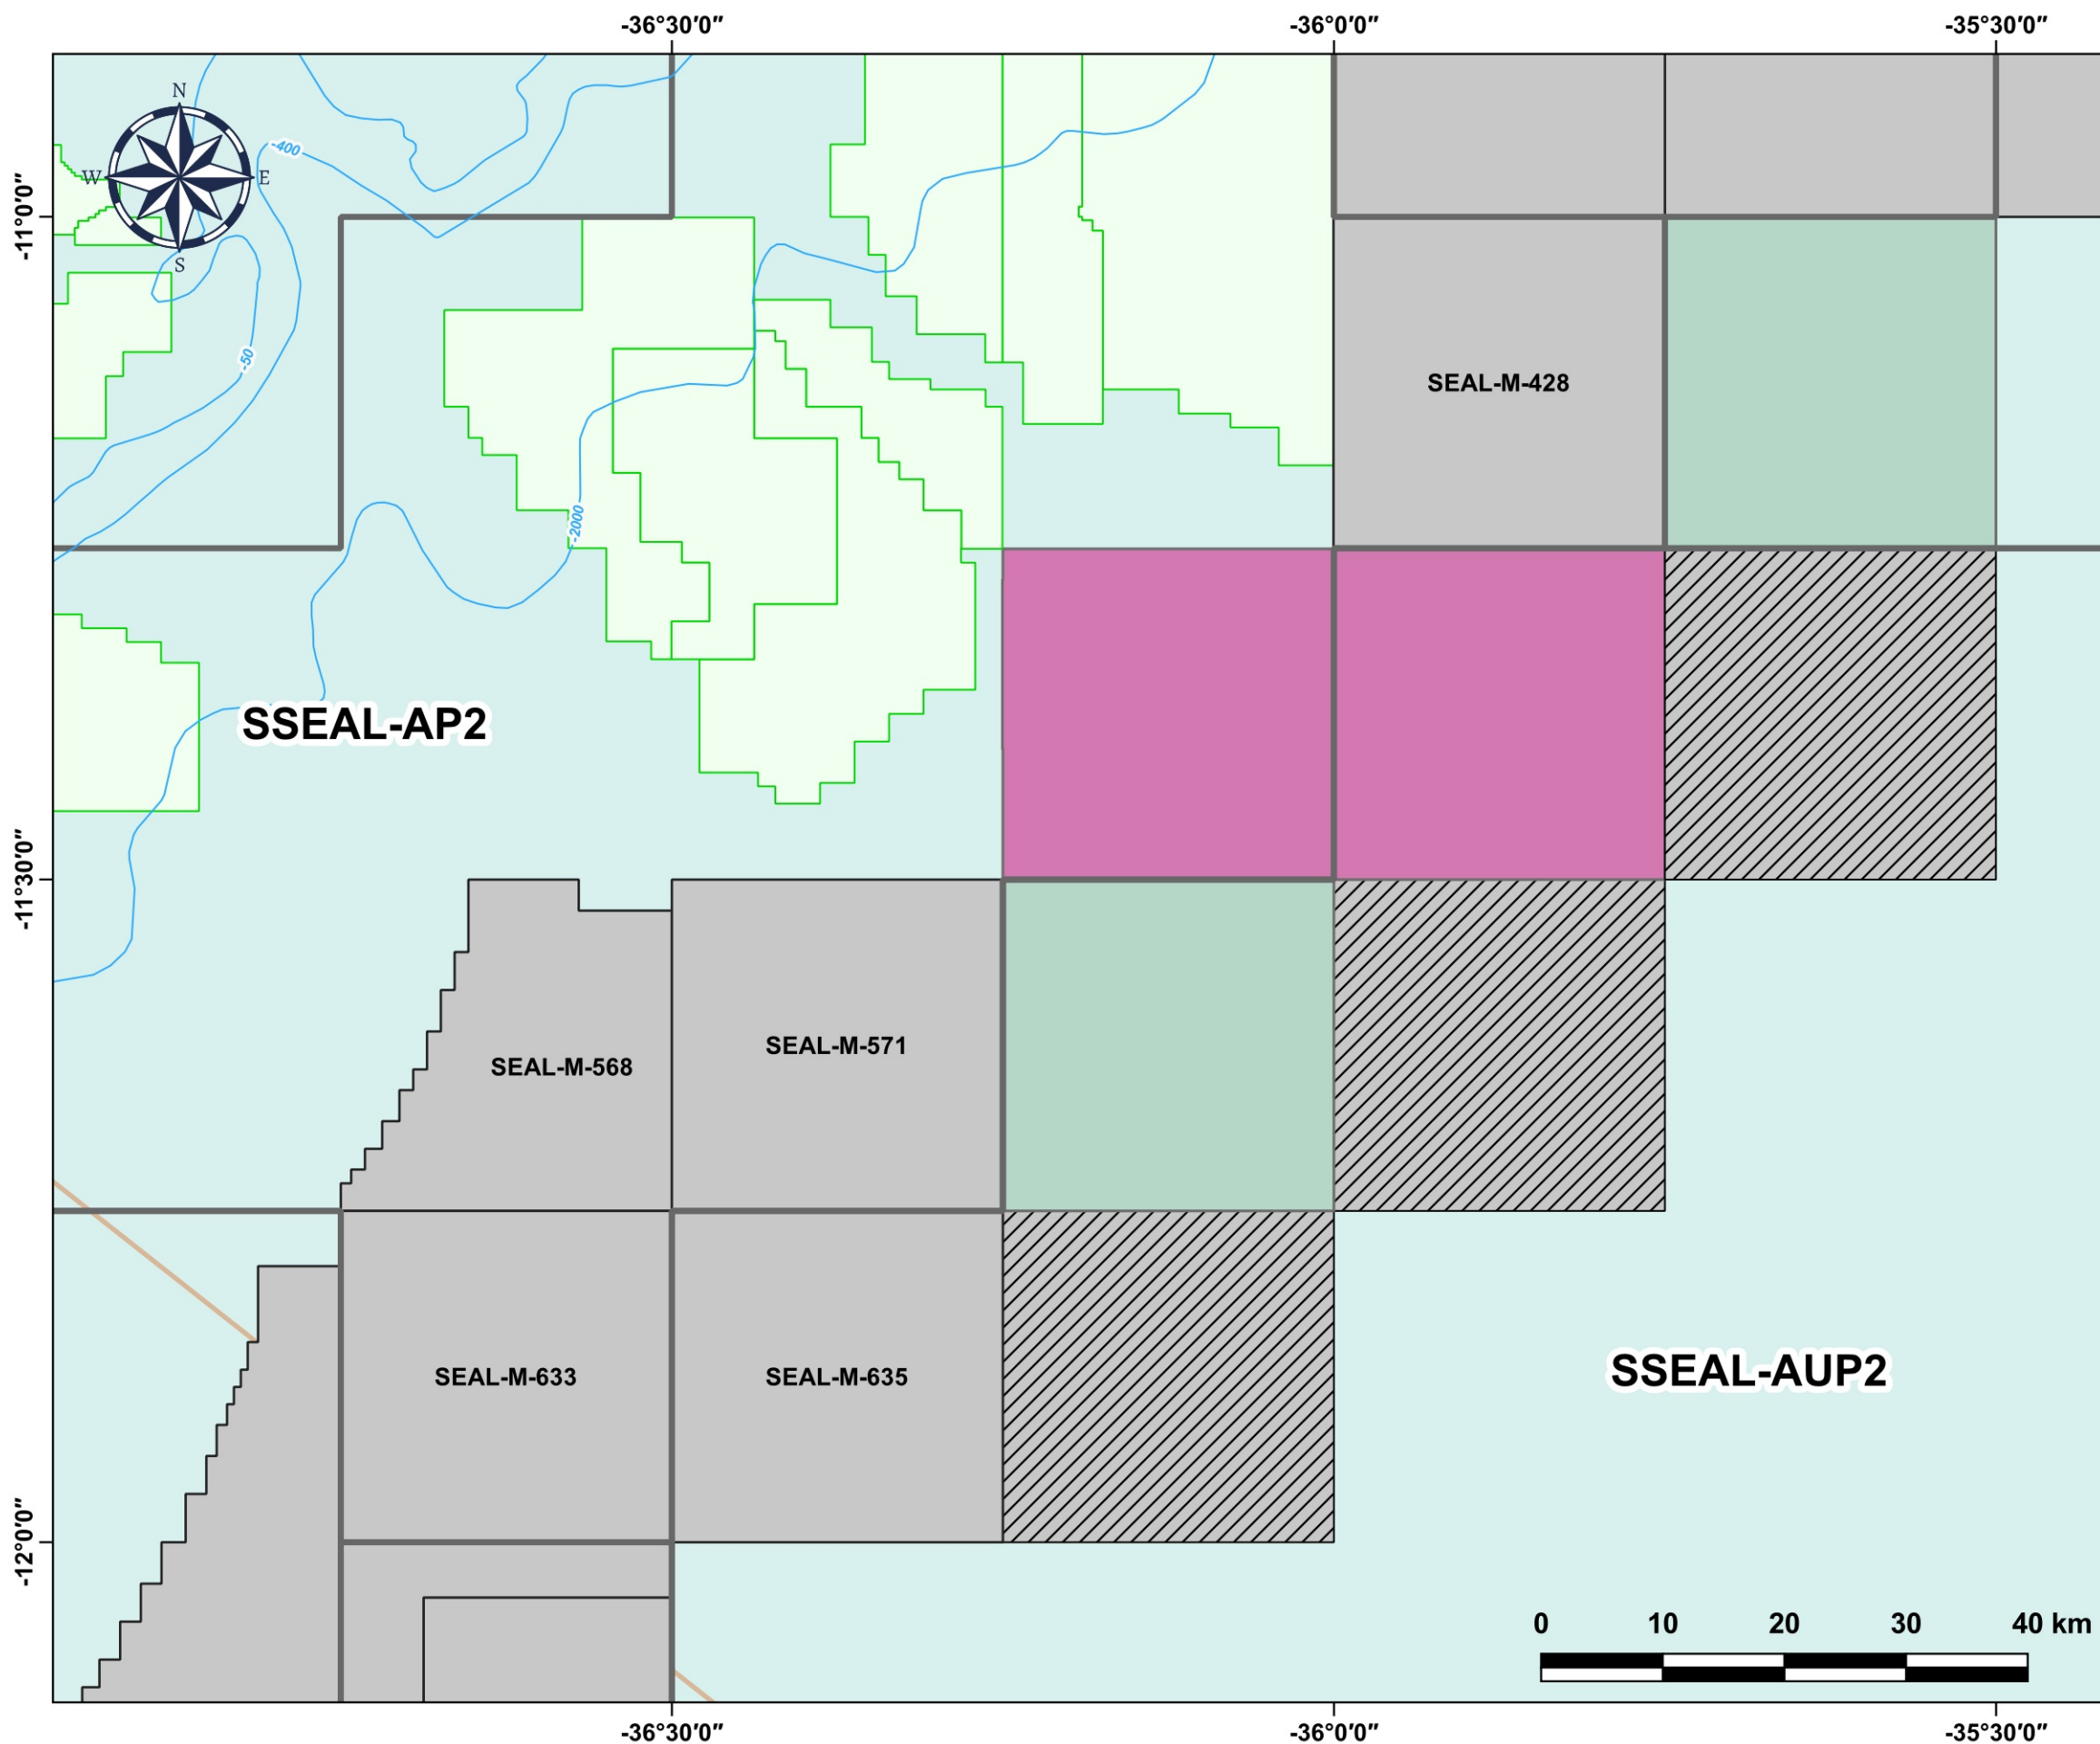 -36°30′0″ -36°0′0″ -35°30′0″
N
-400
W E
-11°0′0″
S
-50
SEAL-M-428
-2000
SSEAL-AP2
-11°30′0″
SEAL-M-571
SEAL-M-568
SSEAL-AUP2
SEAL-M-633 SEAL-M-635
-12°0′0″
0 10 20 30 40 km
-36°30′0″ -36°0′0″ -35°30′0″